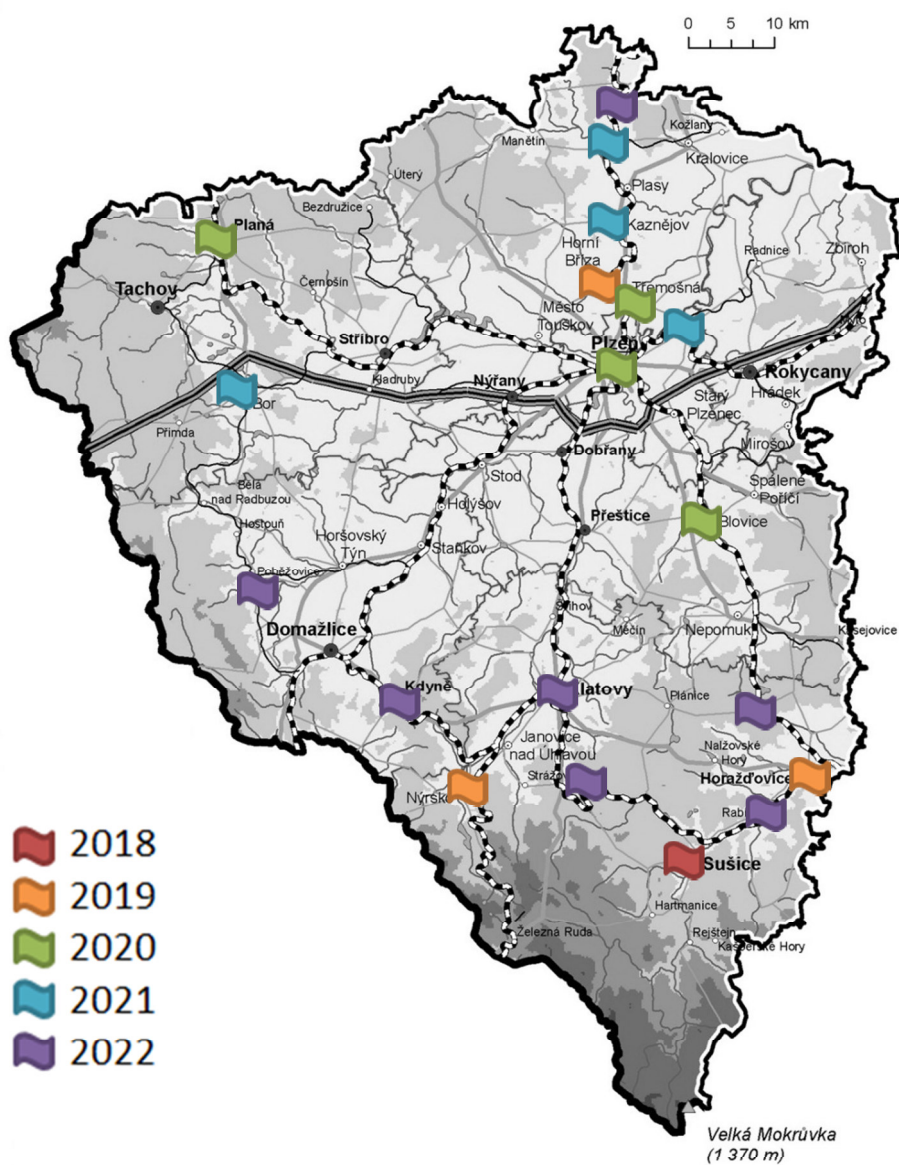 0 5 10 km
Kožlany
Manětín
Kralovice
Úterý
Plasy
Bezdružice
Planá
Kaznějov
Horní
Bříza
Radnice
Zbiroh
Tachov
Černošín
Třemošná
Město
Touškov
Stříbro
Plzeň
Rokycany
Kladruby
Nýřany
Hrádek
Bor
Starý
Plzenec
Přimda
Mirošov
Dobřany
Stod
Spálené
Poříčí
Bělá
nad Radbuzou
Holýšov
Přeštice
Blovice
Hostouň
Horšovský
Týn
Staňkov
Poběžovice
Měčín
Nepomuk
Kasejovice
Domažlice
Kdyně
latovy
Plánice
Janovice
nad Úhlavou
Nalžovské
Hory
Horažďovice
Nýrsk
Rabí
2018
Sušice
2019
Hartmanice
Železná Ruda
Rejštejn
Kašperské Hory
2020
2021
2022
Velká Mokrůvka
(1 370 m)